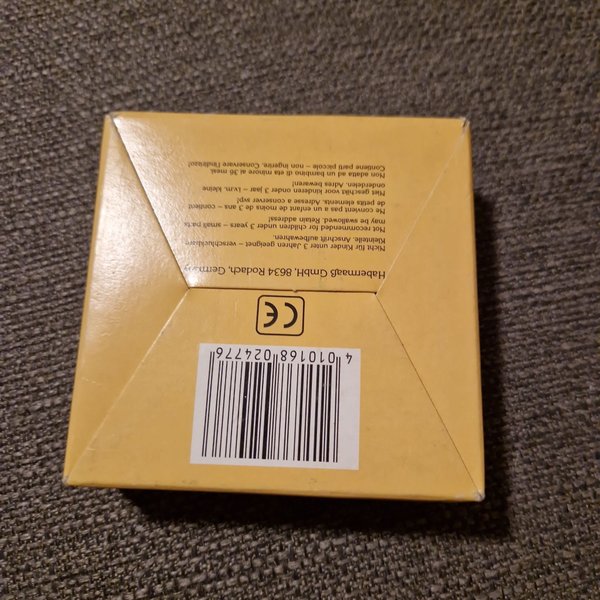 4 010168 024776
CE
Habermaaß GmbH, 8634 Rodach, Germany
Nicht für Kinder unter 3 Jahren geeignet – verschluckbare
Kleinteile. Anschrift aufbewahren.
Not recommended for children under 3 years – small parts
may be swallowed. Retain address!
Ne convient pas a un enfant de moins de 3 ans – contient
de petits elements. Adresse a conserver svp!
Niet geschikt voor kinderen onder 3 jaar – i.v.m. kleine
onderdelen. Adres bewaren!
Non adatta ad un bambino di eta minore ai 36 mesi.
Contiene parti piccole – non ingerire. Conservare l'indirizzo!